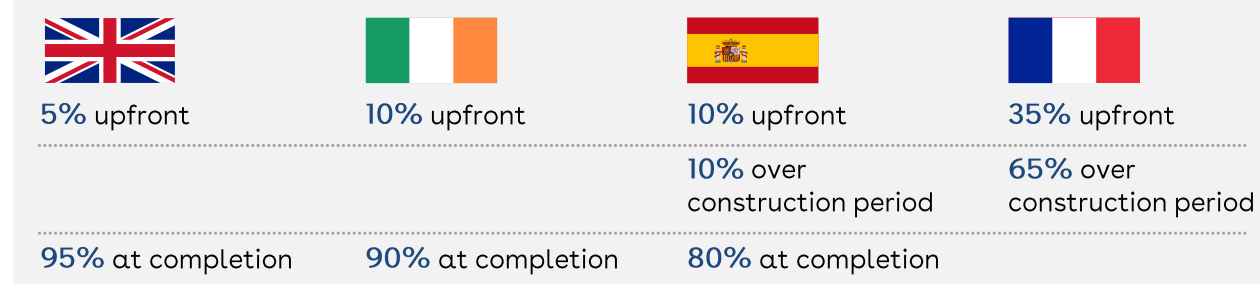 5% upfront
10% upfront
10% upfront
35% upfront
10% over
construction period
65% over
construction period
95% at completion
90% at completion
80% at completion